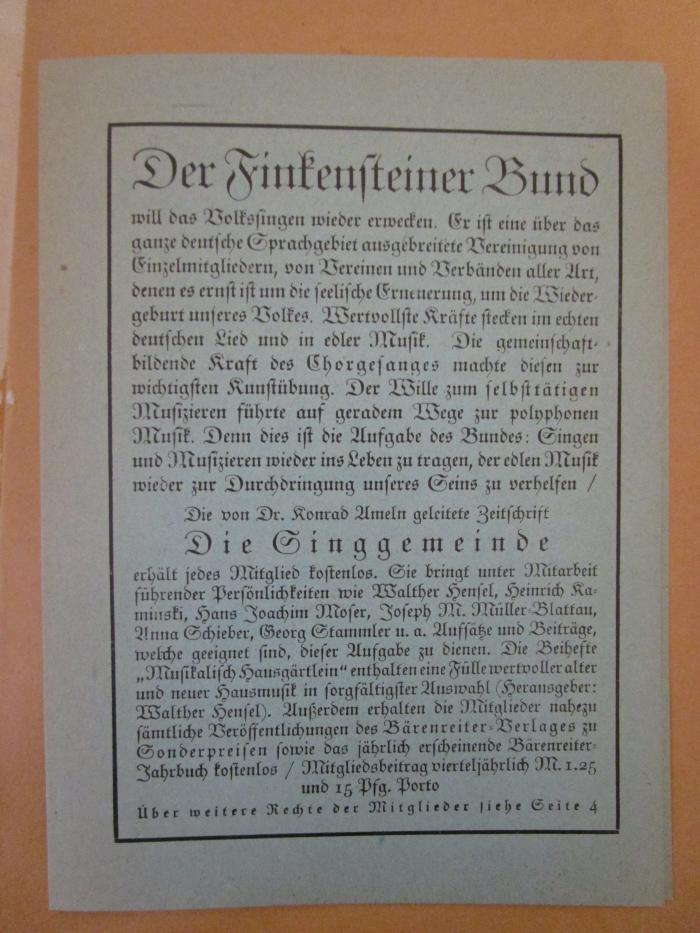 Der Finkensteiner Bund
will das Volkssingen wieder erwecken. Er ist eine über das
ganze deutsche Sprachgebiet ausgebreitete Vereinigung von
Einzelmitgliedern, von Vereinen und Verbänden aller Art,
denen es ernst ist um die seelische Erneuerung, um die Wieder-
geburt unseres Volkes. Wertvollste Kräfte stecken im echten
deutschen Lied und in edler Musik. Die gemeinschaft-
bildende Kraft des Chorgesanges machte diesen zur
wichtigsten Kunstübung. Der Wille zum selbsttätigen
Musizieren führte auf geradem Wege zur polyphonen
Musik. Denn dies ist die Aufgabe des Bundes: Singen
und Musizieren wieder ins Leben zu tragen, der edlen Musik
wieder zur Durchdringung unseres Seins zu verhelfen /
Die von Dr. Konrad Ameln geleitete Zeitschrift
Die Singgemeinde
erhält jedes Mitglied kostenlos. Sie bringt unter Mitarbeit
führender Persönlichkeiten wie Walther Hensel, Heinrich Ka-
minski, Hans Joachim Moser, Joseph M. Müller-Blattau,
Anna Schieber, Georg Stammler u. a. Aufsätze und Beiträge,
welche geeignet sind, dieser Aufgabe zu dienen. Die Beihefte
„Musikalisch Hausgärtlein“ enthalten eine Fülle wertvoller alter
und neuer Hausmusik in sorgfältigster Auswahl (Herausgeber:
Walther Hensel). Außerdem erhalten die Mitglieder nahezu
sämtliche Veröffentlichungen des Bärenreiter-Verlages zu
Sonderpreisen sowie das jährlich erscheinende Bärenreiter-
Jahrbuch kostenlos / Mitgliedsbeitrag vierteljährlich M. 1.25
und 15 Pfg. Porto
Über weitere Rechte der Mitglieder siehe Seite 4